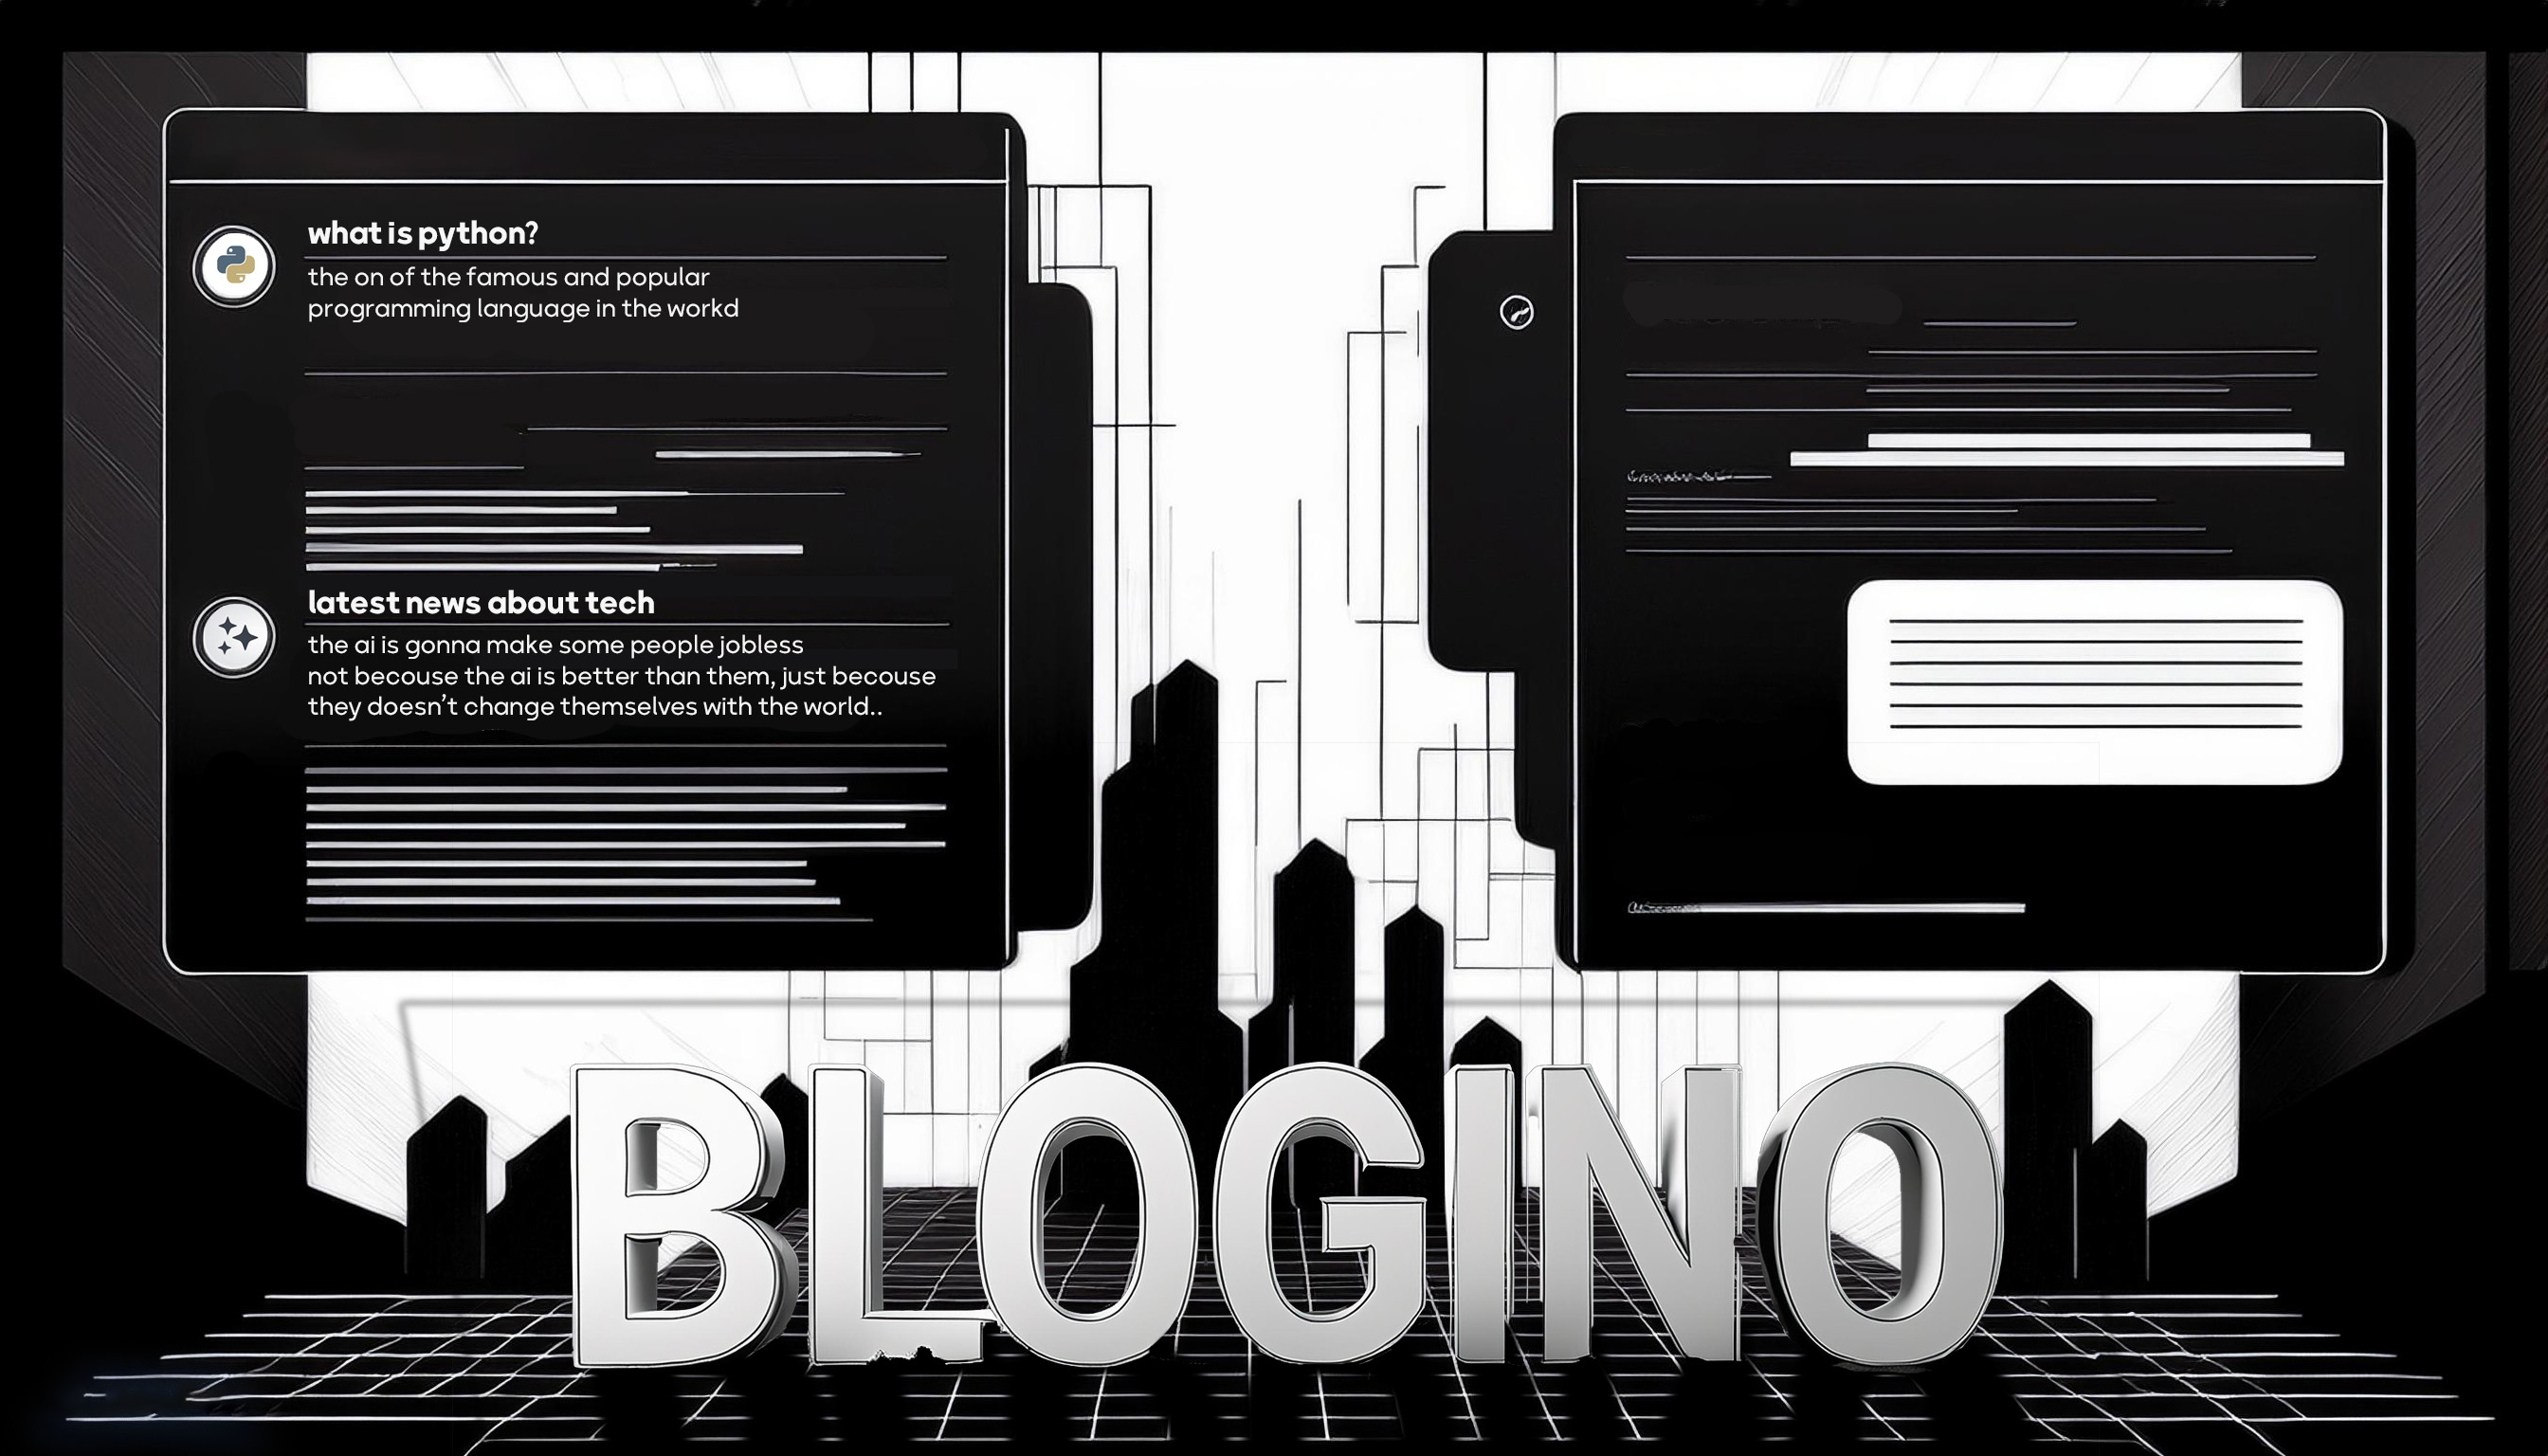 what is python?
the on of the famous and popular
programming language in the workd
latest news about tech
the ai is gonna make some people jobless
not becouse the ai is better than them, just becouse
they doesn't change themselves with the world..
BLOGINO